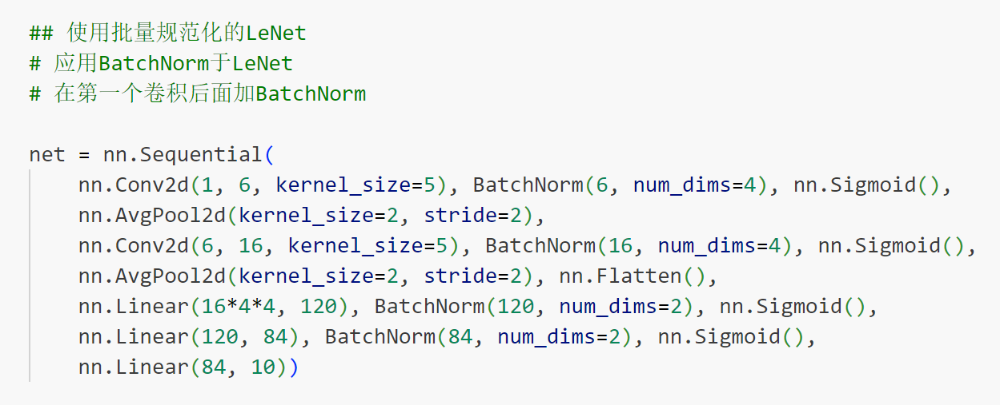 ## 使用批量规范化的LeNet
# 应用BatchNorm于LeNet
# 在第一个卷积后面加BatchNorm
net = nn.Sequential(
nn.Conv2d(1, 6, kernel_size=5), BatchNorm(6, num_dims=4), nn.Sigmoid(),
nn.AvgPool2d(kernel_size=2, stride=2),
nn.Conv2d(6, 16, kernel_size=5), BatchNorm(16, num_dims=4), nn.Sigmoid(),
nn.AvgPool2d(kernel_size=2, stride=2), nn.Flatten(),
nn.Linear(16*4*4, 120), BatchNorm(120, num_dims=2), nn.Sigmoid(),
nn.Linear(120, 84), BatchNorm(84, num_dims=2), nn.Sigmoid(),
nn.Linear(84, 10))